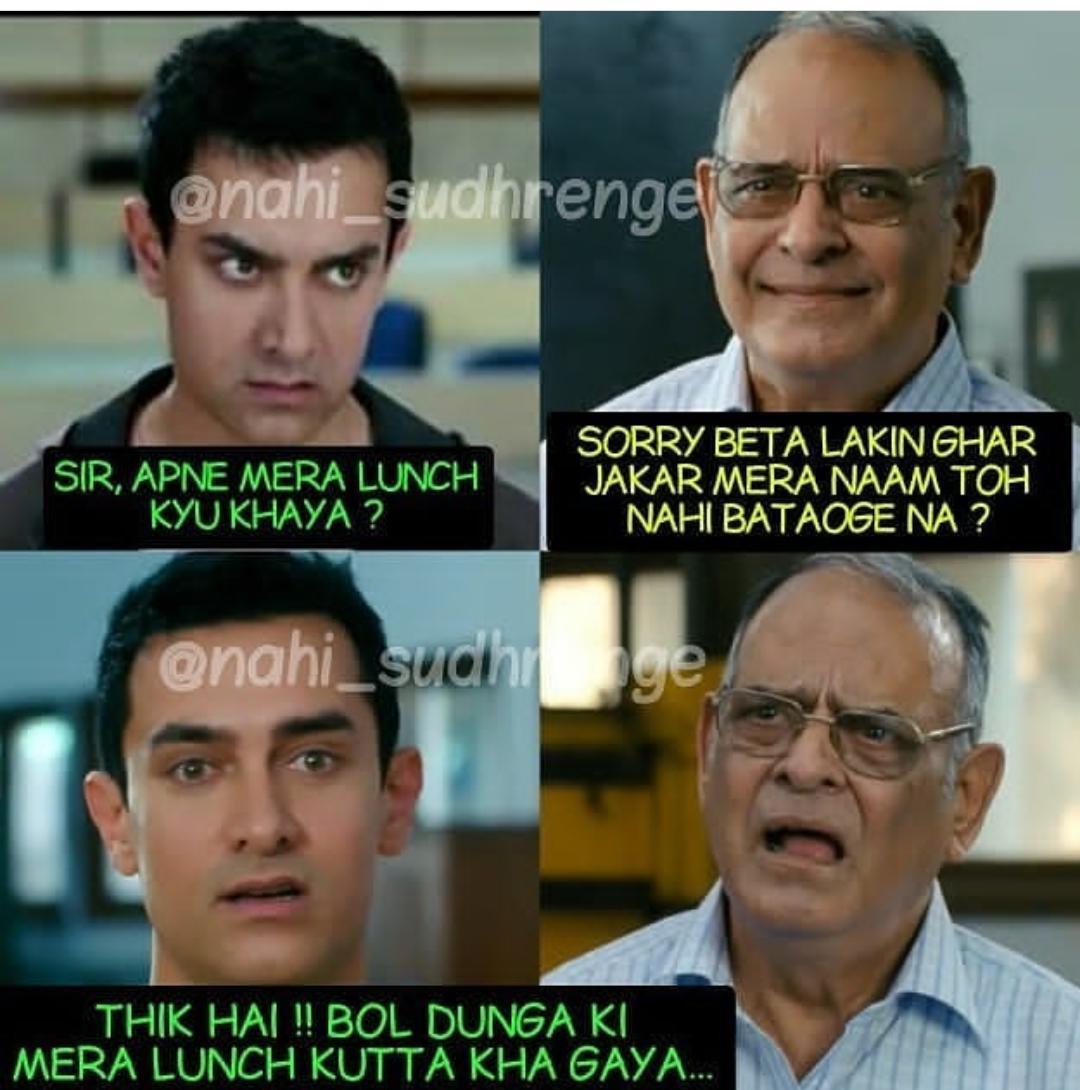 @nahi_sudhrenge
SIR, APNE MERA LUNCH
KYU KHAYA ?
SORRY BETA LAKIN GHAR
JAKAR MERA NAAM TOH
NAHI BATAOGE NA ?
@nahi_sudhrenge
THIK HAI !! BOL DUNGA KI
MERA LUNCH KUTTA KHA GAYA...